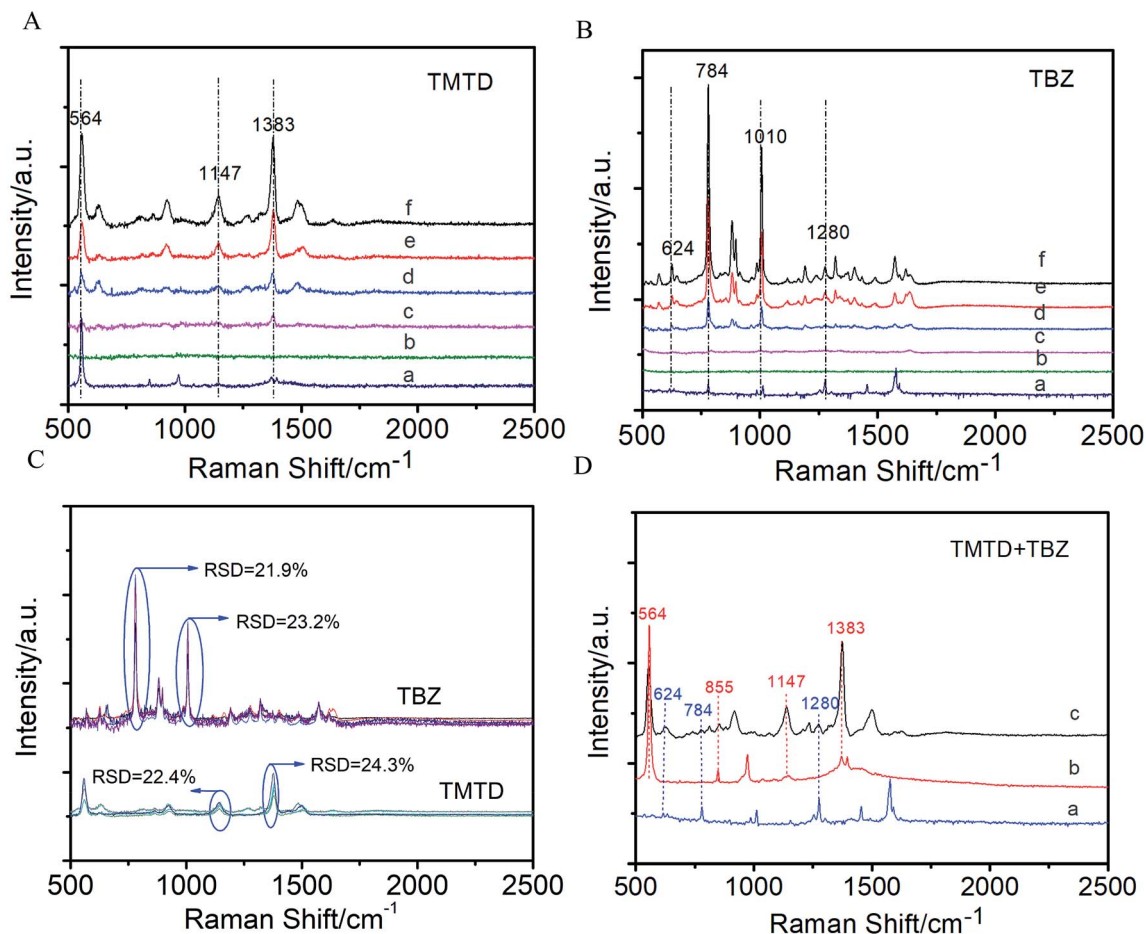 A
TMTD
564
1147
1383
f
e
d
c
b
a
Intensity/a.u.
500 1000 1500 2000 2500
Raman Shift/cm-1
B
TBZ
784
1010
624
1280
f
e
d
c
b
a
Intensity/a.u.
500 1000 1500 2000 2500
Raman Shift/cm-1
C
RSD=21.9%
RSD=23.2%
TBZ
RSD=22.4%
RSD=24.3%
TMTD
Intensity/a.u.
500 1000 1500 2000 2500
Raman Shift/cm-1
D
TMTD+TBZ
564
1383
624
855
1147
784
1280
c
b
a
Intensity/a.u.
500 1000 1500 2000 2500
Raman Shift/cm-1